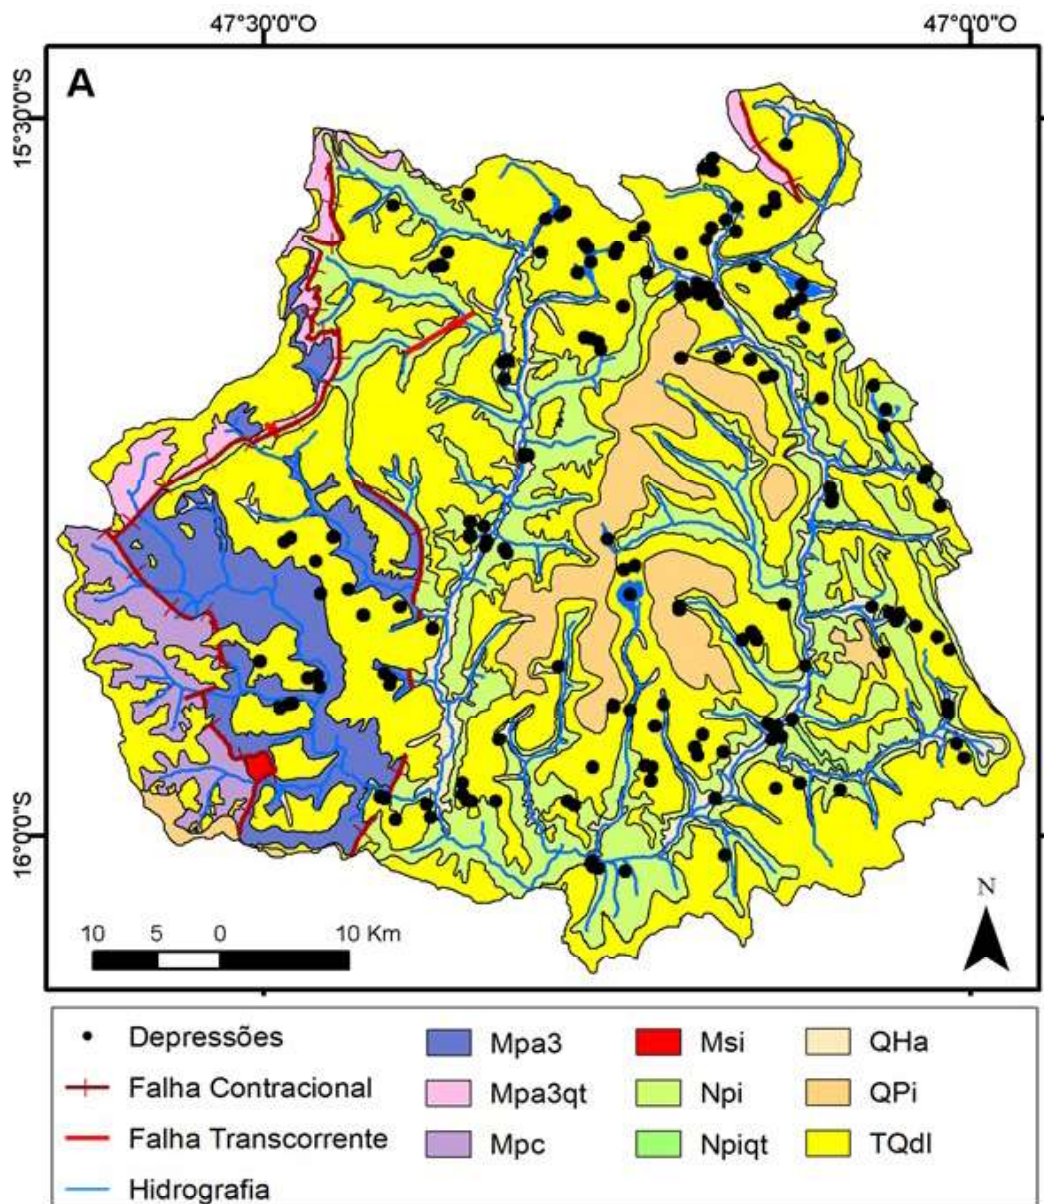 47°30'0"O 47°0'0"O
A
15°30'0"S
16°0'0"S
N
10 5 0 10 Km
Depressões Mpa3 Msi QHa
Falha Contracional Mpa3qt Npi QPi
Falha Transcorrente Mpc Npiqt TQdl
Hidrografia